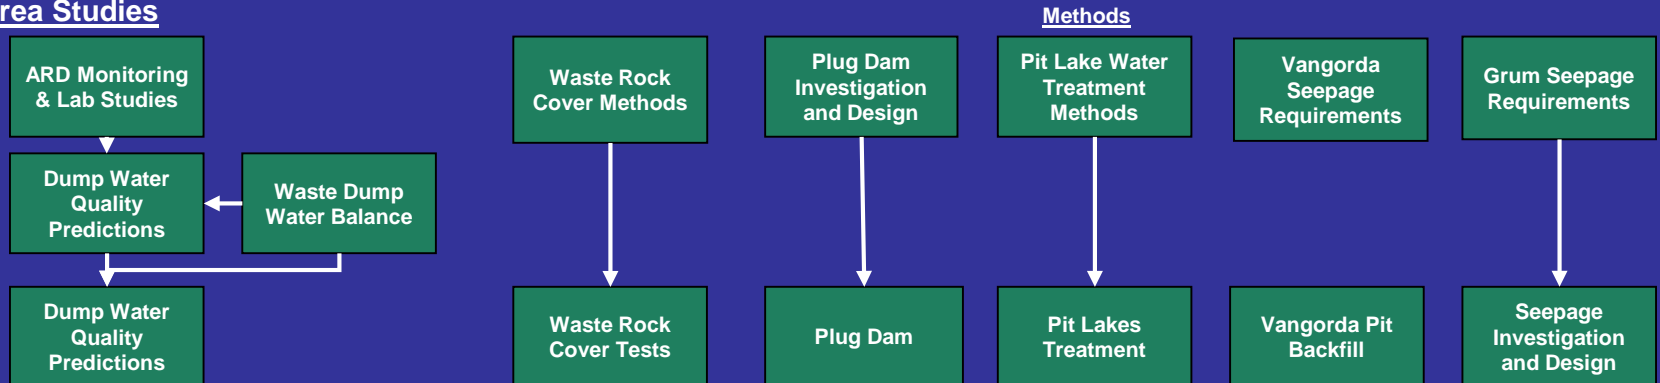 rea Studies
Methods
ARD Monitoring
& Lab Studies
Waste Rock
Cover Methods
Plug Dam
Investigation
and Design
Pit Lake Water
Treatment
Methods
Vangorda
Seepage
Requirements
Grum Seepage
Requirements
Dump Water
Quality
Predictions
Waste Dump
Water Balance
Dump Water
Quality
Predictions
Waste Rock
Cover Tests
Plug Dam
Pit Lakes
Treatment
Vangorda Pit
Backfill
Seepage
Investigation
and Design